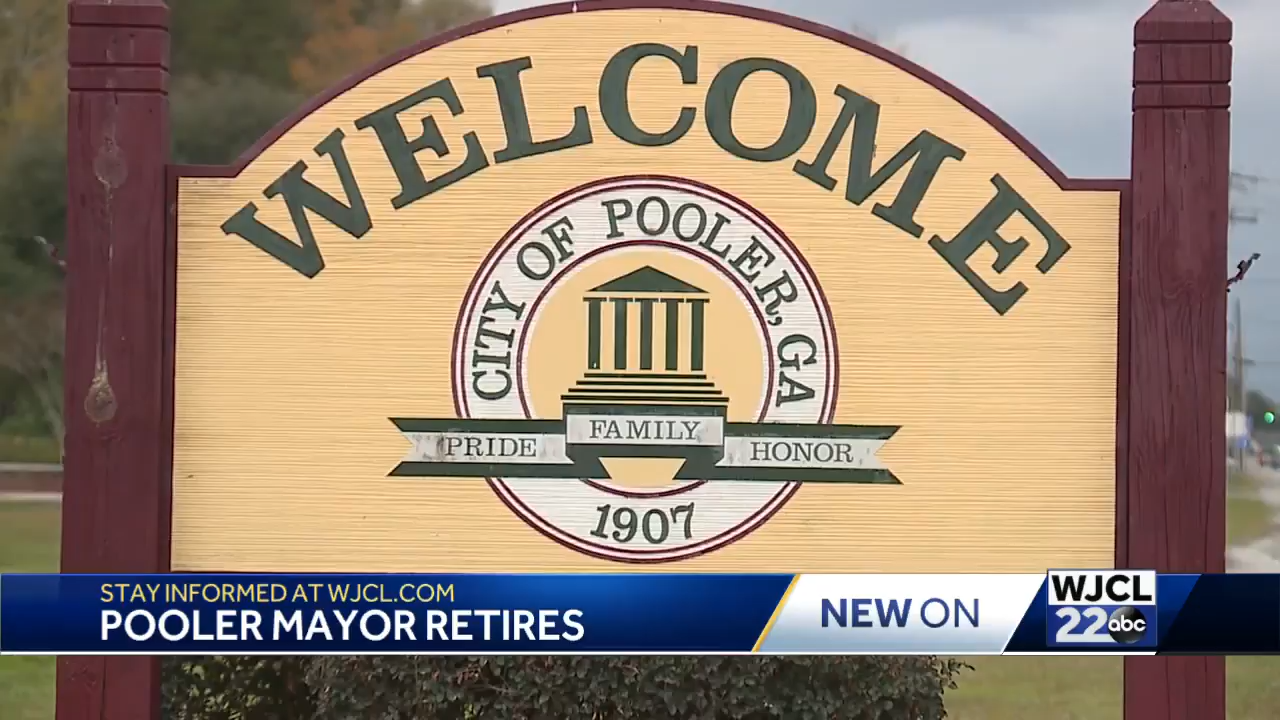 WELCOME
CITY OF POOLER, GA
PRIDE FAMILY HONOR
1907
STAY INFORMED AT WJCL.COM
POOLER MAYOR RETIRES
NEW ON
WJCL
22 abc